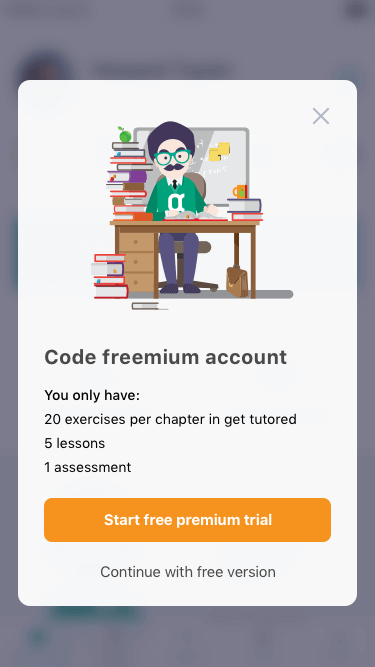 Code freemium account
You only have:
20 exercises per chapter in get tutored
5 lessons
1 assessment
Start free premium trial
Continue with free version